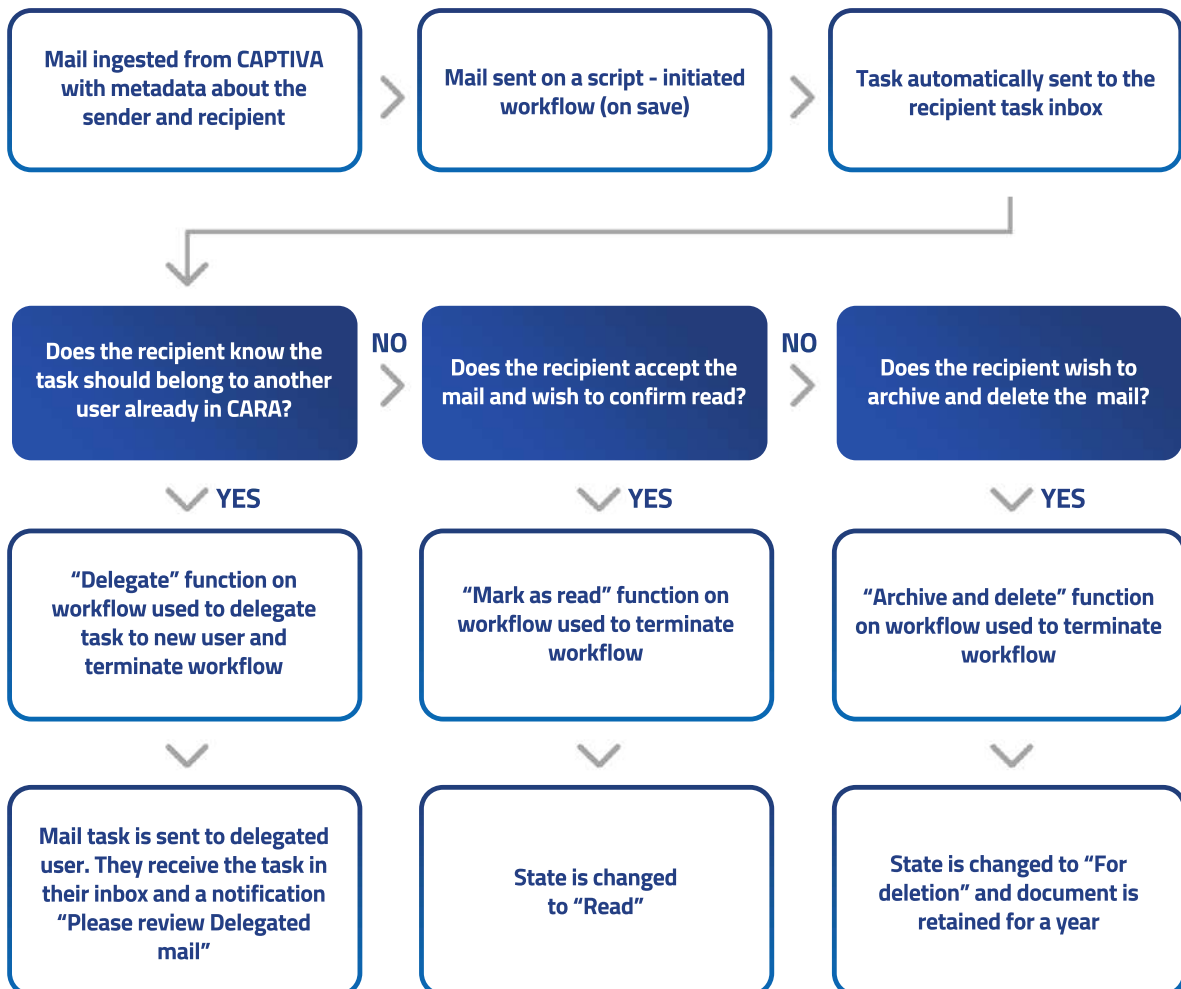 Mail ingested from CAPTIVA
with metadata about the
sender and recipient
Mail sent on a script - initiated
workflow (on save)
Task automatically sent to the
recipient task inbox
Does the recipient know the
task should belong to another
user already in CARA?
NO
Does the recipient accept the
mail and wish to confirm read?
NO
Does the recipient wish to
archive and delete the mail?
YES
YES
YES
“Delegate” function on
workflow used to delegate
task to new user and
terminate workflow
“Mark as read” function on
workflow used to terminate
workflow
“Archive and delete” function
on workflow used to terminate
workflow
Mail task is sent to delegated
user. They receive the task in
their inbox and a notification
“Please review Delegated
mail”
State is changed
to “Read”
State is changed to “For
deletion” and document is
retained for a year